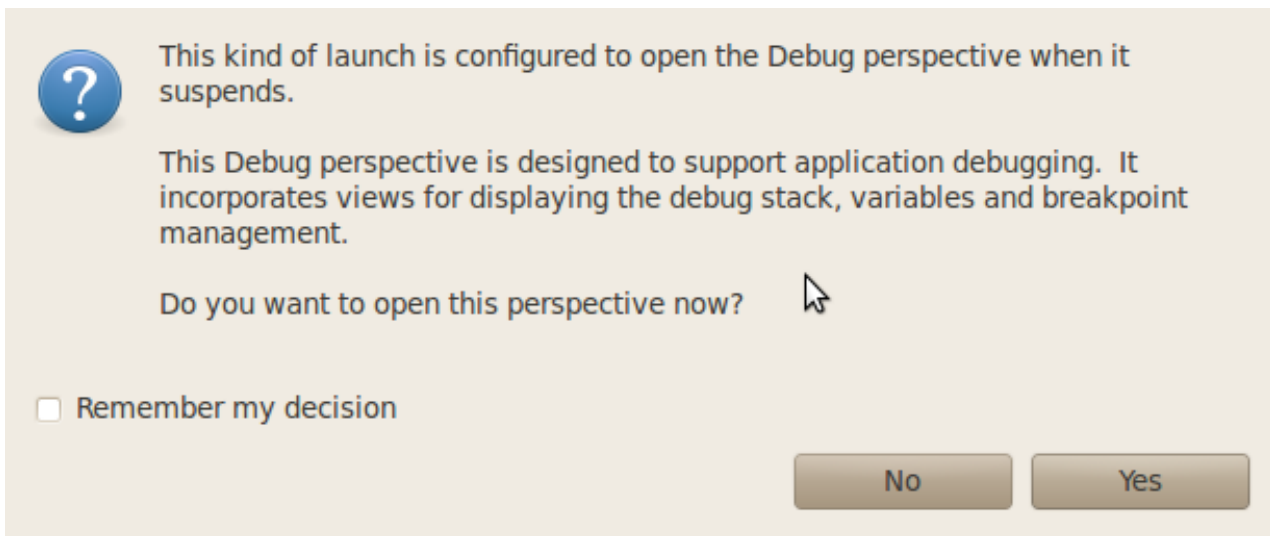 This kind of launch is configured to open the Debug perspective when it
suspends.
This Debug perspective is designed to support application debugging.  It
incorporates views for displaying the debug stack, variables and breakpoint
management.
Do you want to open this perspective now?
Remember my decision
No
Yes